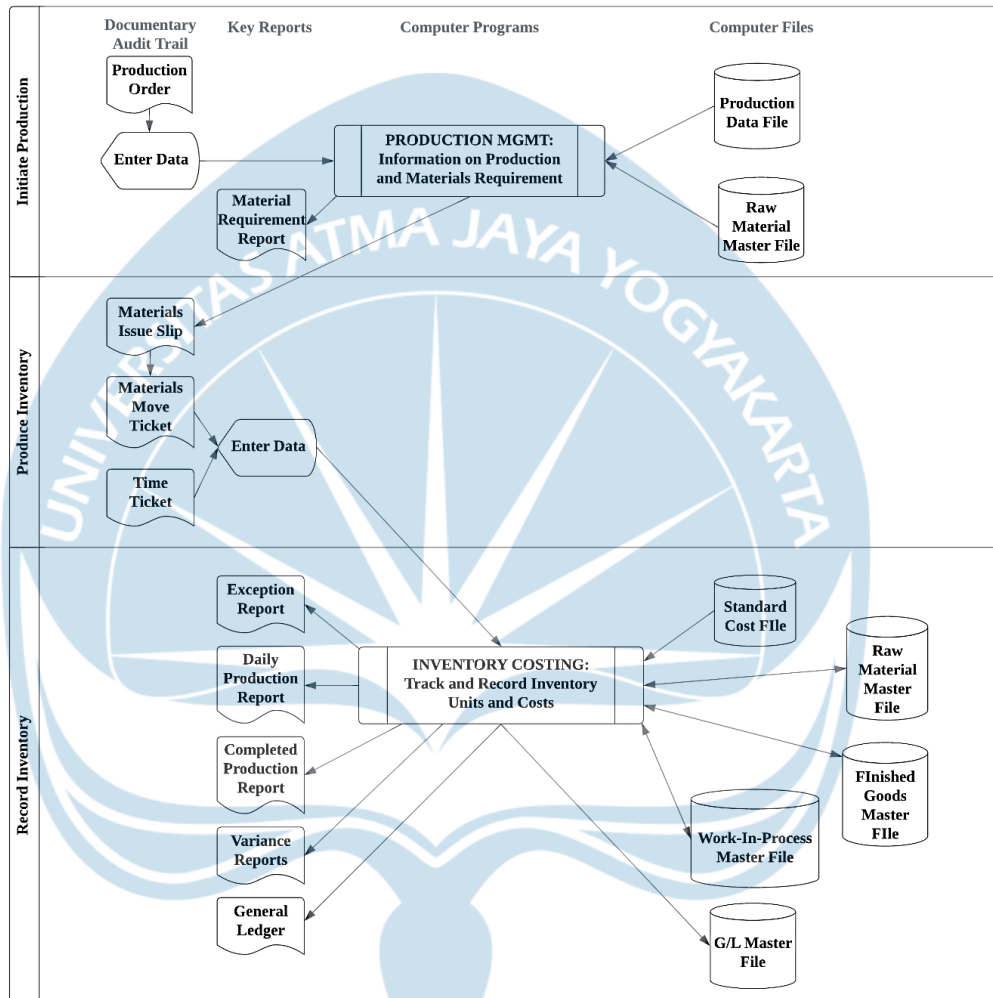 Documentary
Audit Trail
Key Reports
Computer Programs
Computer Files
Initiate Production
Production
Order
Enter Data
PRODUCTION MGMT:
Information on Production
and Materials Requirement
Production
Data File
Material
Requirement
Report
Raw
Material
Master File
UNIVERSITAS ATMA JAYA YOGYAKARTA
Produce Inventory
Materials
Issue Slip
Materials
Move
Ticket
Enter Data
Time
Ticket
Record Inventory
Exception
Report
Standard
Cost FIle
Daily
Production
Report
INVENTORY COSTING:
Track and Record Inventory
Units and Costs
Raw
Material
Master
File
Completed
Production
Report
FInished
Goods
Master
FIle
Variance
Reports
Work-In-Process
Master File
General
Ledger
G/L Master
File